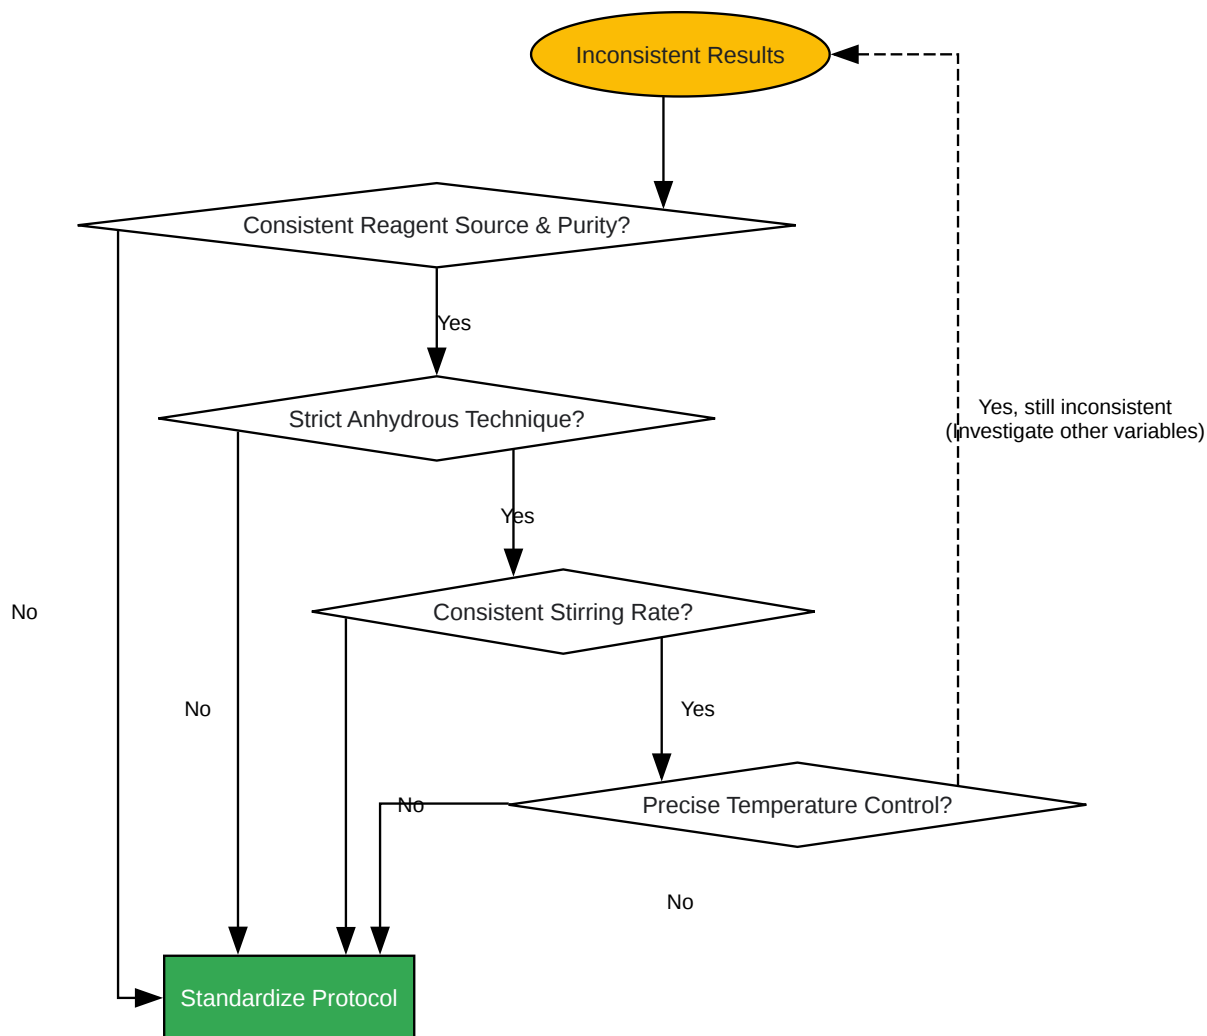 Inconsistent Results
Consistent Reagent Source & Purity?
Yes
Strict Anhydrous Technique?
Yes, still inconsistent
(Investigate other variables)
Yes
Consistent Stirring Rate?
No
No
Yes
Precise Temperature Control?
No
No
Standardize Protocol